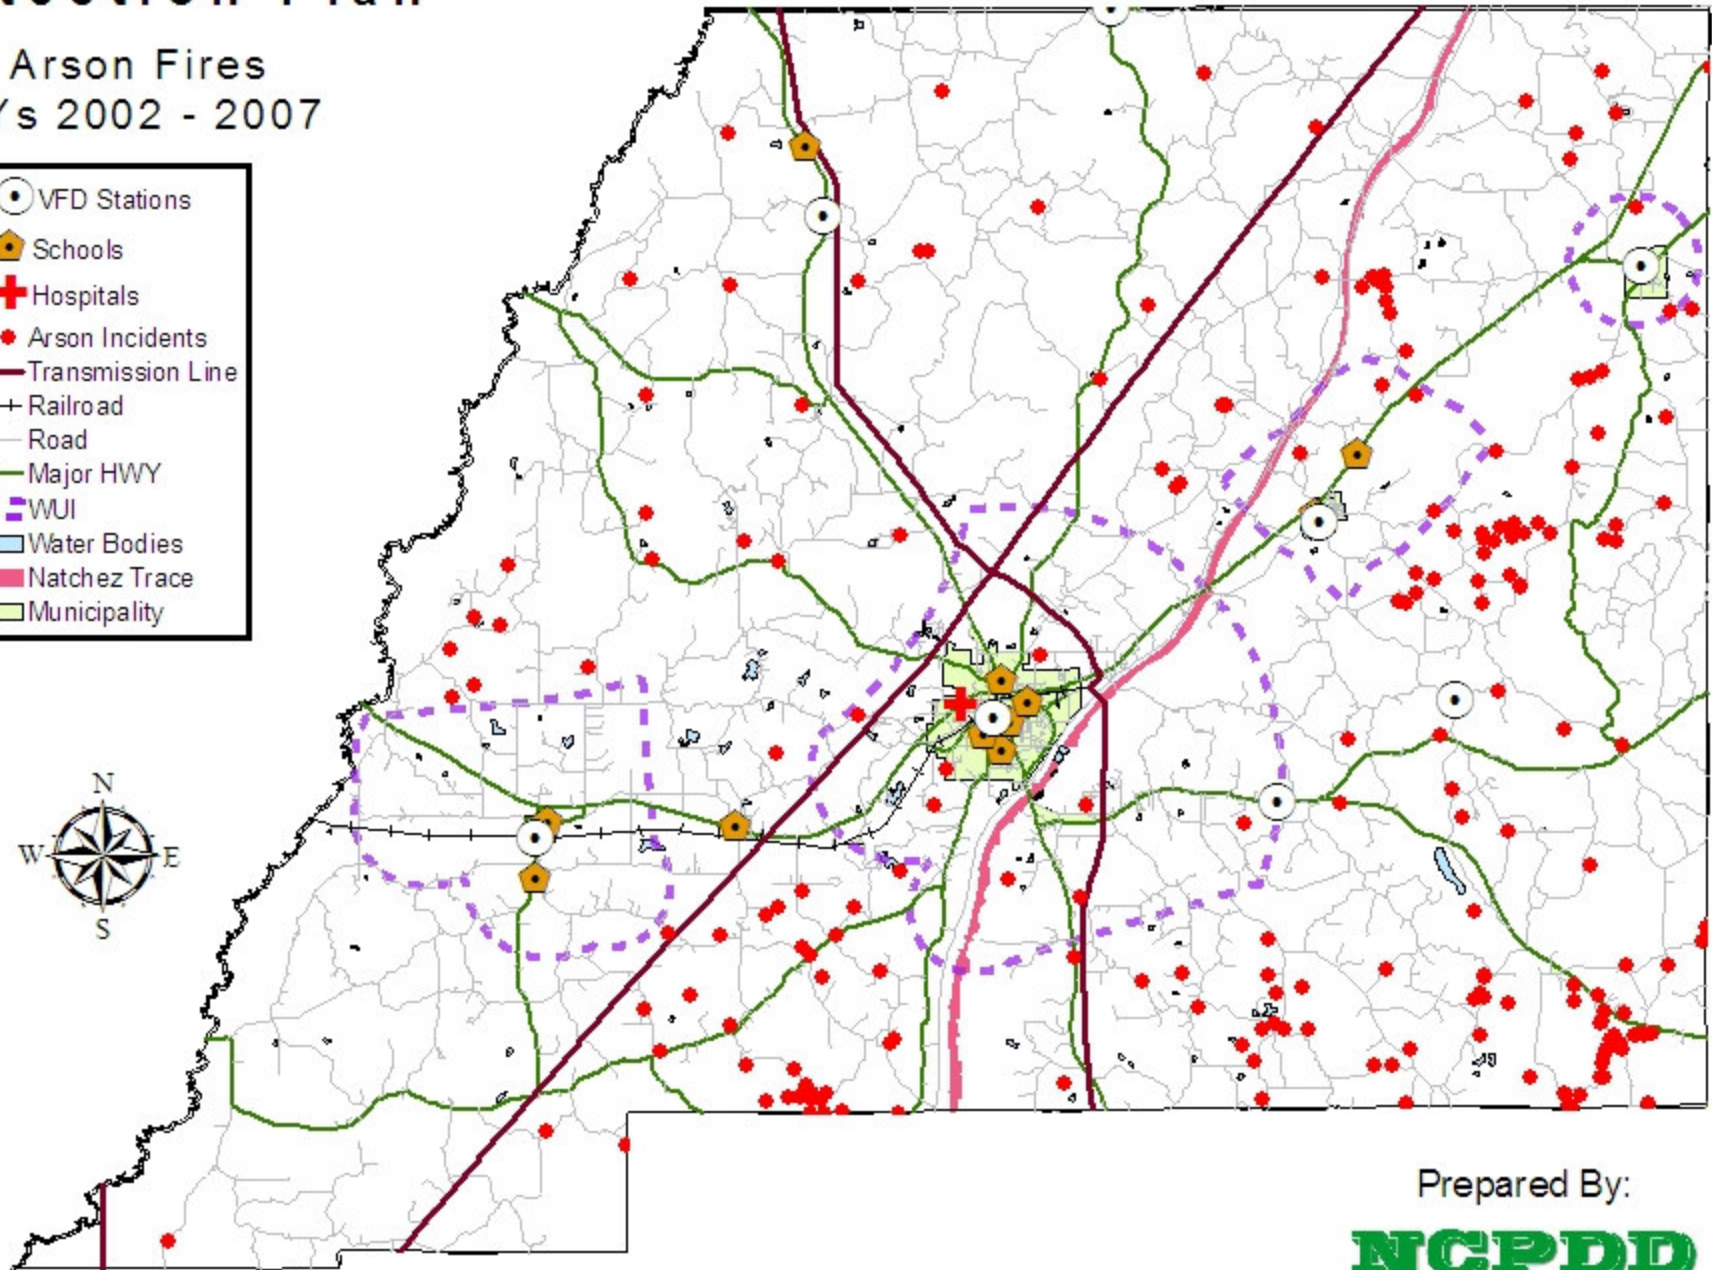 Arson Fires
Ys 2002 - 2007
VFD Stations
Schools
Hospitals
Arson Incidents
Transmission Line
Railroad
Road
Major HWY
WUI
Water Bodies
Natchez Trace
Municipality
N
W
E
S
Prepared By:
NCPDD